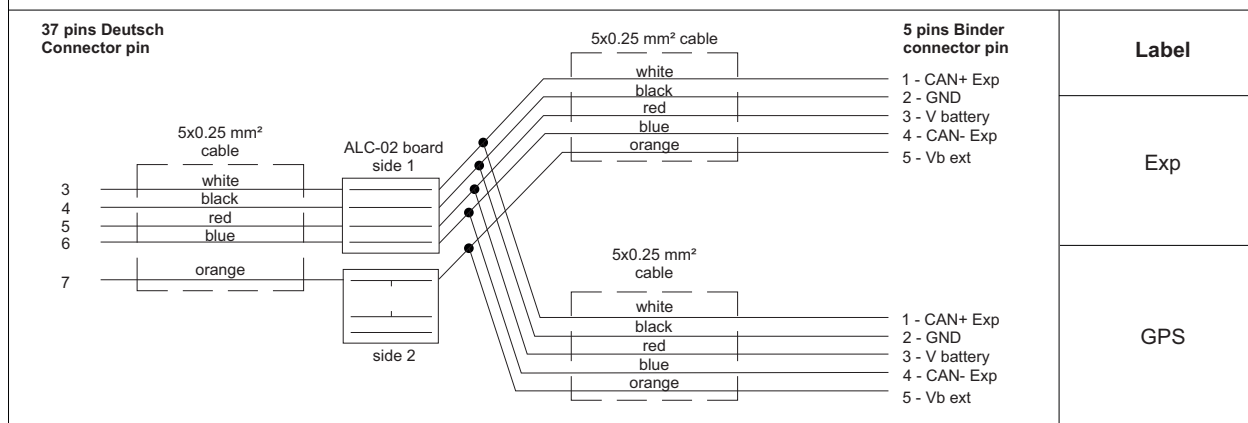 37 pins Deutsch
Connector pin
5x0.25 mm² cable
5 pins Binder
connector pin
Label
white
black
red
blue
orange
1 - CAN+ Exp
2 - GND
3 - V battery
4 - CAN- Exp
5 - Vb ext
Exp
5x0.25 mm²
cable
ALC-02 board
side 1
3
4
5
6
7
white
black
red
blue
orange
side 2
5x0.25 mm²
cable
white
black
red
blue
orange
1 - CAN+ Exp
2 - GND
3 - V battery
4 - CAN- Exp
5 - Vb ext
GPS